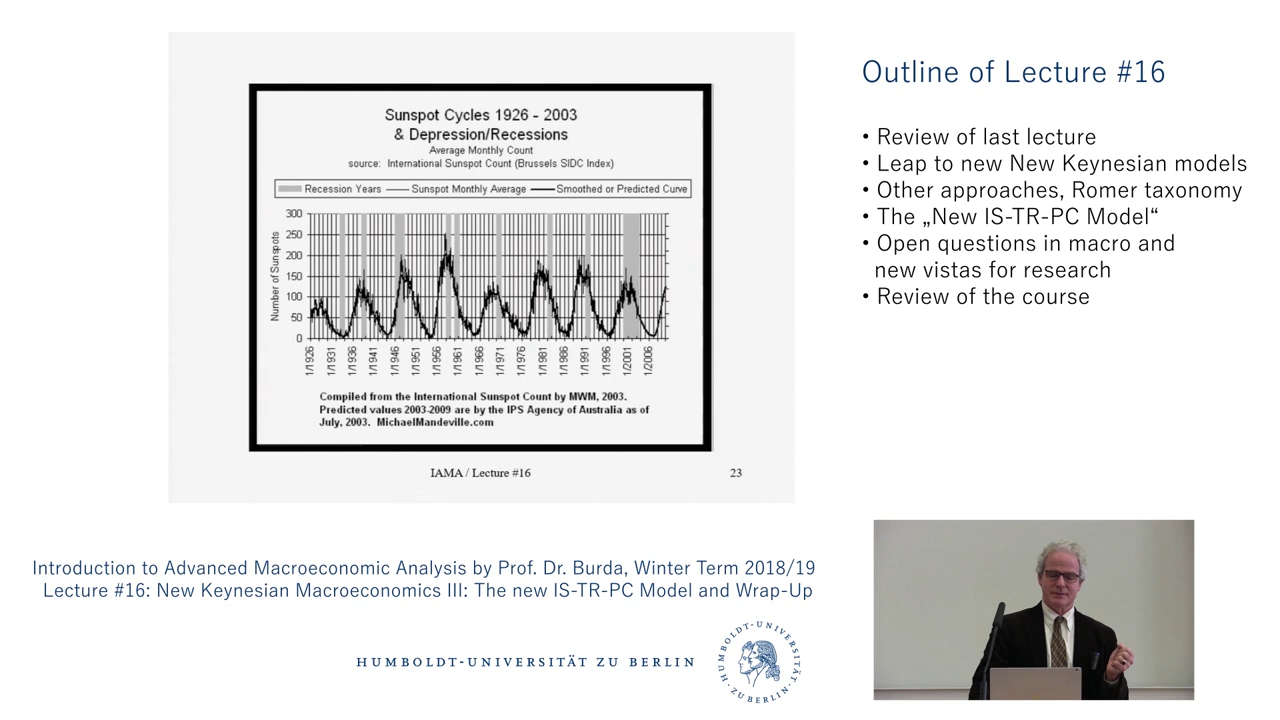 Sunspot Cycles 1926 - 2003
& Depression/Recessions
Average Monthly Count
source: International Sunspot Count (Brussels SIDC Index)
Recession Years Sunspot Monthly Average Smoothed or Predicted Curve
300
250
200
150
100
50
0
Number of Sunspots
1/1926 1/1931 1/1936 1/1941 1/1946 1/1951 1/1956 1/1961 1/1966 1/1971 1/1976 1/1981 1/1986 1/1991 1/1996 1/2001 1/2006
Compiled from the International Sunspot Count by MWM, 2003.
Predicted values 2003-2009 are by the IPS Agency of Australia as of
July, 2003. MichaelMandeville.com
IAMA / Lecture #16 23
Outline of Lecture #16
• Review of last lecture
• Leap to new New Keynesian models
• Other approaches, Romer taxonomy
• The „New IS-TR-PC Model“
• Open questions in macro and
new vistas for research
• Review of the course
Introduction to Advanced Macroeconomic Analysis by Prof. Dr. Burda, Winter Term 2018/19
Lecture #16: New Keynesian Macroeconomics III: The new IS-TR-PC Model and Wrap-Up
HUMBOLDT-UNIVERSITÄT ZU BERLIN
HUMBOLDT-UNIVERSITÄT
ZU BERLIN